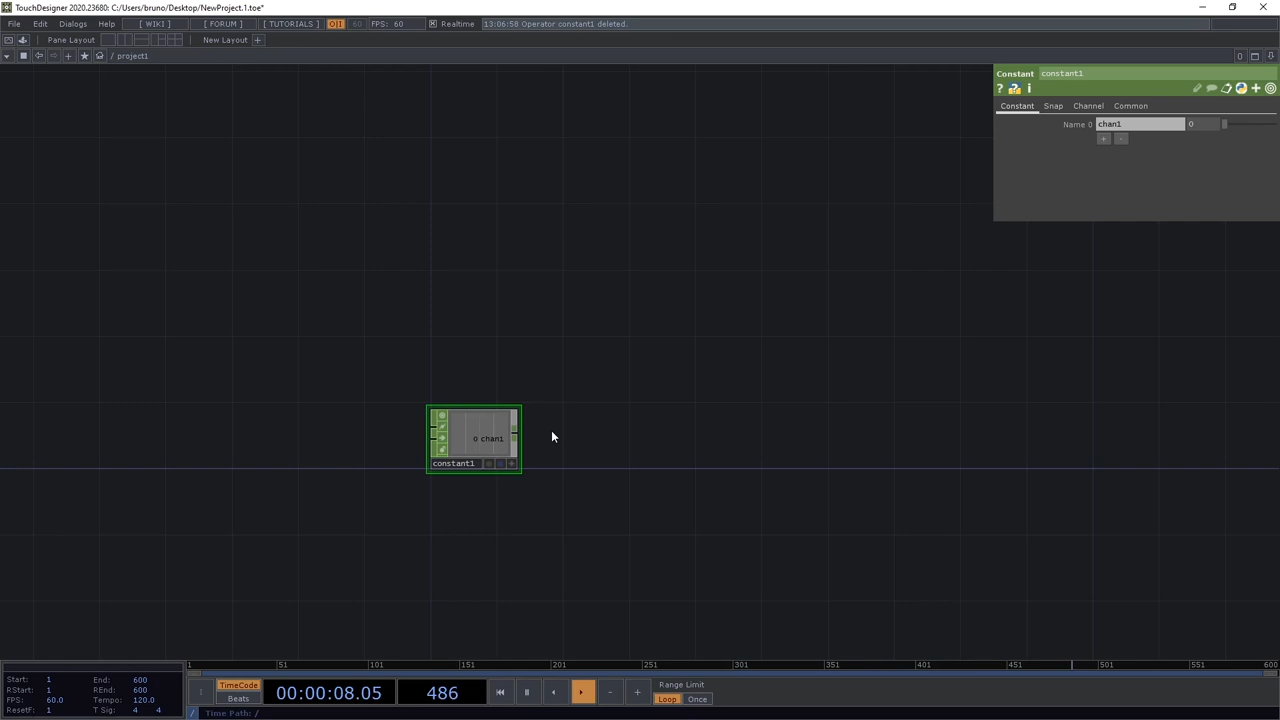 TouchDesigner 2020.23680: C:/Users/bruno/Desktop/NewProject.1.toe*
File Edit Dialogs Help [ WIKI ] [ FORUM ] [ TUTORIALS ] O|I 60 FPS: 60 Realtime 13:06:58 Operator constant1 deleted.
Pane Layout New Layout +
/ project1
Constant constant1
? ? i
Constant Snap Channel Common
Name 0 chan1 0
+ -
0 chan1
constant1
1 51 101 151 201 251 301 351 401 451 501 551 600
Start: 1 End: 600
RStart: 1 REnd: 600
FPS: 60.0 Tempo: 120.0
ResetF: 1 T Sig: 4 4
TimeCode
Beats
00:00:08.05 486
- +
Range Limit
Loop Once
/ Time Path: /